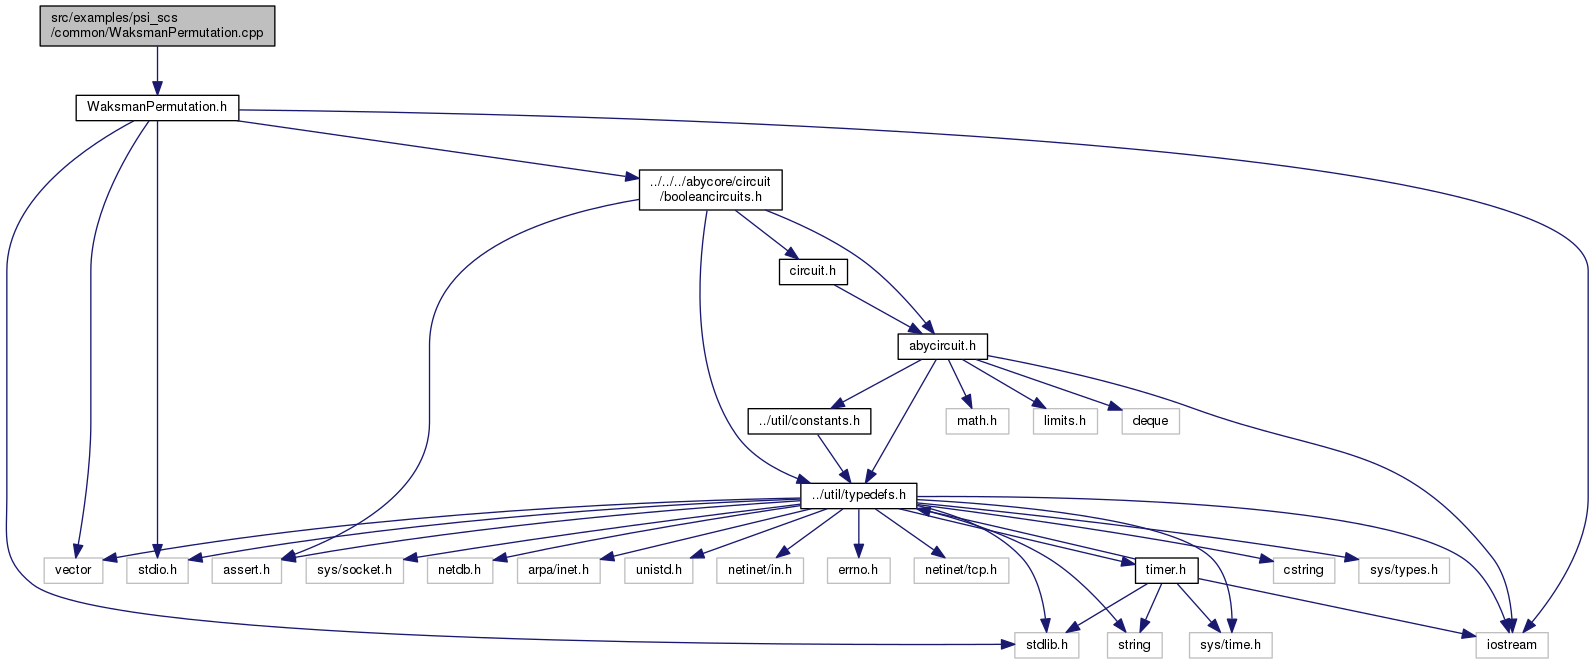 src/examples/psi_scs
/common/WaksmanPermutation.cpp
WaksmanPermutation.h
../../../abycore/circuit
/booleancircuits.h
circuit.h
abycircuit.h
../util/constants.h
math.h
limits.h
deque
../util/typedefs.h
vector
stdio.h
assert.h
sys/socket.h
netdb.h
arpa/inet.h
unistd.h
netinet/in.h
errno.h
netinet/tcp.h
timer.h
cstring
sys/types.h
stdlib.h
string
sys/time.h
iostream